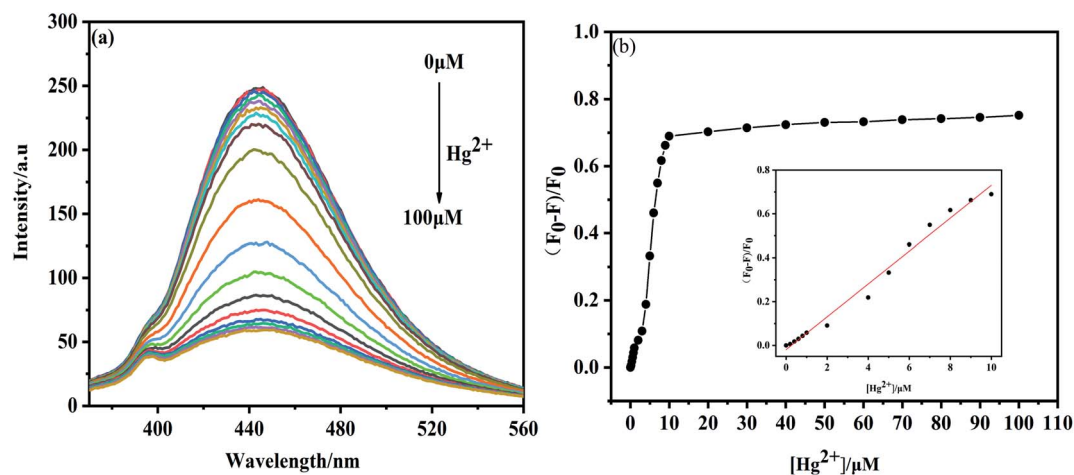 (a)
300
250
200
150
100
50
0
Intensity/a.u
400
440
480
520
560
Wavelength/nm
0μM
Hg2+
100μM
(b)
1.0
0.8
0.6
0.4
0.2
0.0
(F0-F)/F0
0 10 20 30 40 50 60 70 80 90 100 110
[Hg2+]/μM
0.8
0.6
0.4
0.2
0.0
(F0-F)/F0
0 2 4 6 8 10
[Hg2+]/μM